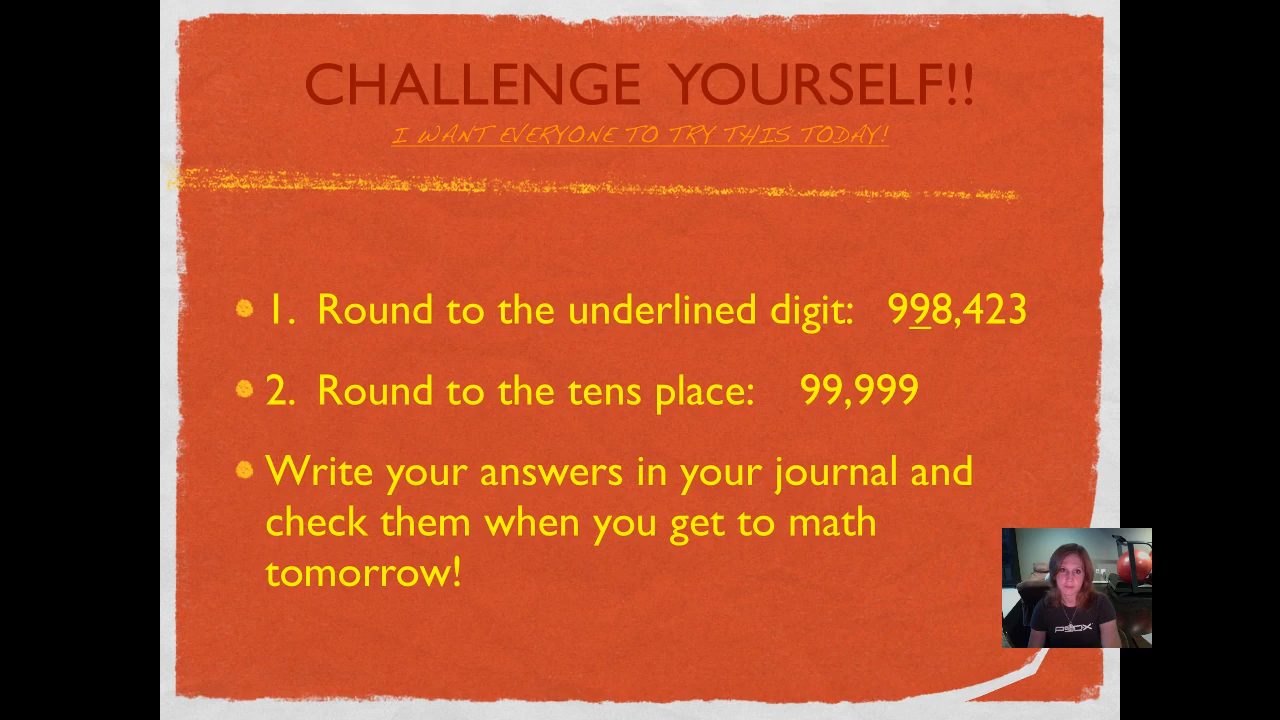 CHALLENGE YOURSELF!!
I WANT EVERYONE TO TRY THIS TODAY!
1. Round to the underlined digit: 998,423
2. Round to the tens place: 99,999
Write your answers in your journal and
check them when you get to math
tomorrow!
P90X